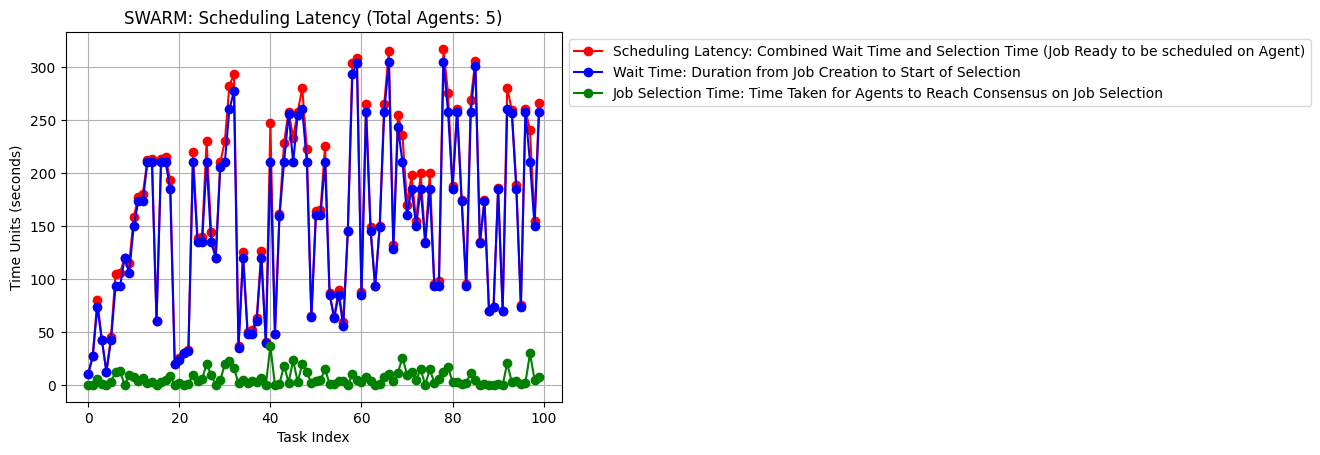 SWARM: Scheduling Latency (Total Agents: 5)
Scheduling Latency: Combined Wait Time and Selection Time (Job Ready to be scheduled on Agent)
Wait Time: Duration from Job Creation to Start of Selection
Job Selection Time: Time Taken for Agents to Reach Consensus on Job Selection
Time Units (seconds)
300
250
200
150
100
50
0
0 20 40 60 80 100
Task Index